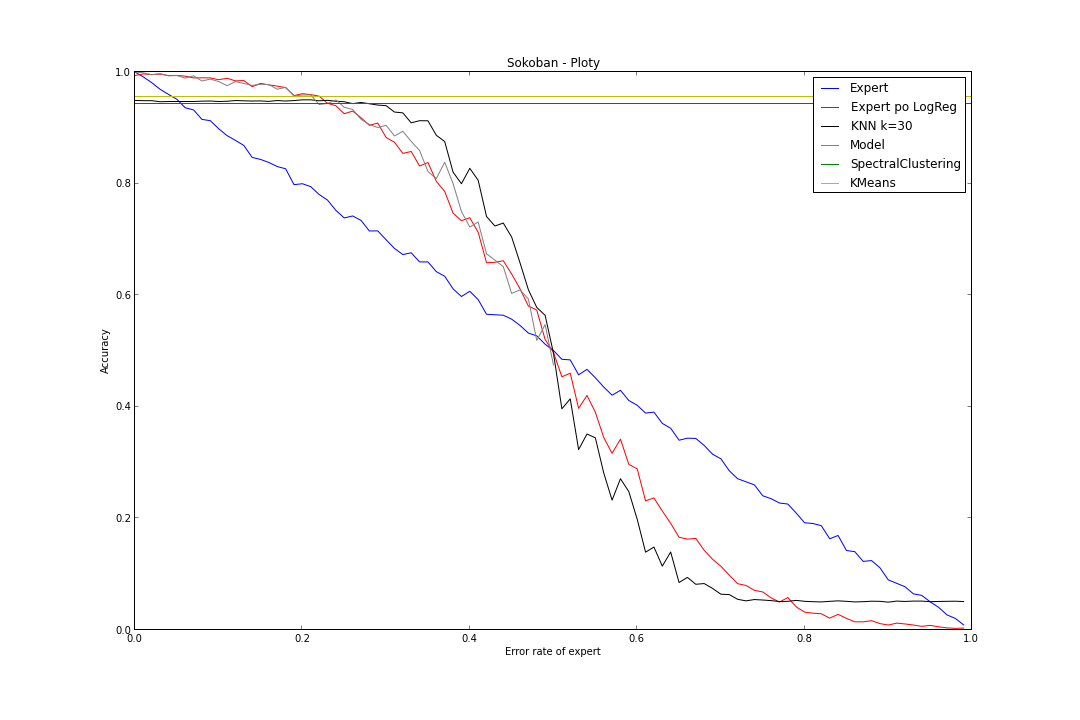 Sokoban - Ploty
Expert
Expert po LogReg
KNN k=30
Model
SpectralClustering
KMeans
1.0
0.8
0.6
0.4
0.2
0.0
Accuracy
0.0 0.2 0.4 0.6 0.8 1.0
Error rate of expert